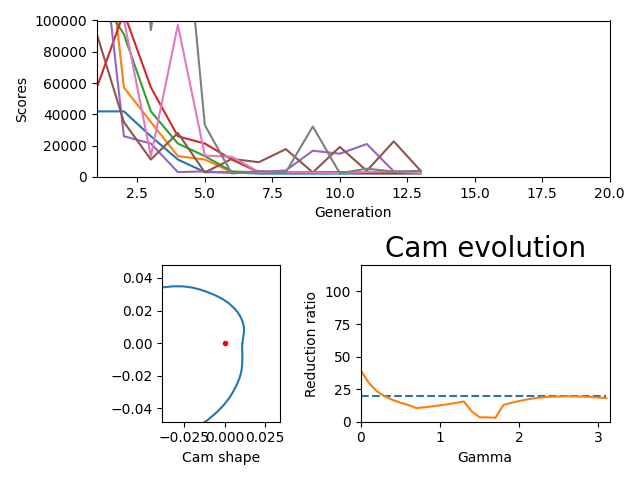 100000
80000
60000
40000
20000
0
Scores
2.5 5.0 7.5 10.0 12.5 15.0 17.5 20.0
Generation
Cam evolution
0.04
0.02
0.00
−0.02
−0.04
−0.025 0.000 0.025
Cam shape
Reduction ratio
100
75
50
25
0
0 1 2 3
Gamma